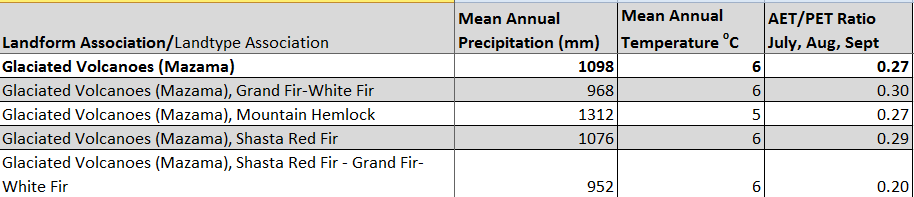 Landform Association/Landtype Association Mean Annual Precipitation (mm) Mean Annual Temperature °C AET/PET Ratio July, Aug, Sept
Glaciated Volcanoes (Mazama) 1098 6 0.27
Glaciated Volcanoes (Mazama), Grand Fir-White Fir 968 6 0.30
Glaciated Volcanoes (Mazama), Mountain Hemlock 1312 5 0.27
Glaciated Volcanoes (Mazama), Shasta Red Fir 1076 6 0.29
Glaciated Volcanoes (Mazama), Shasta Red Fir - Grand Fir-
White Fir 952 6 0.20